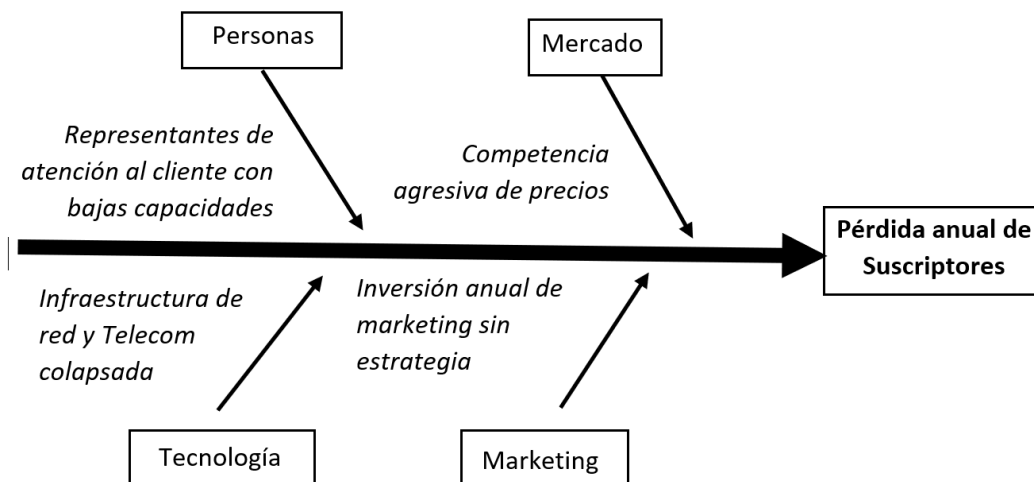 Personas
Mercado
Representantes de
atención al cliente con
bajas capacidades
Competencia
agresiva de precios
Pérdida anual de
Suscriptores
Infraestructura de
red y Telecom
colapsada
Inversión anual de
marketing sin
estrategia
Tecnología
Marketing